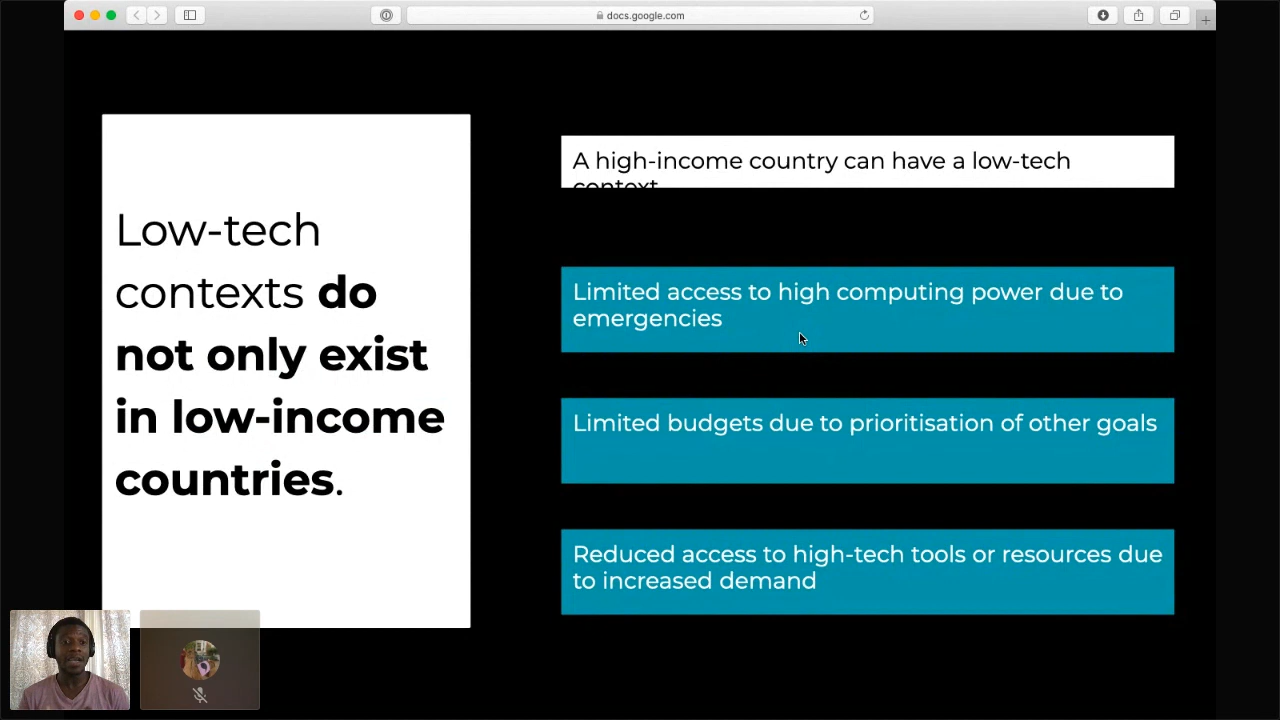 docs.google.com
Low-tech
contexts do
not only exist
in low-income
countries.
A high-income country can have a low-tech
context
Limited access to high computing power due to
emergencies
Limited budgets due to prioritisation of other goals
Reduced access to high-tech tools or resources due
to increased demand